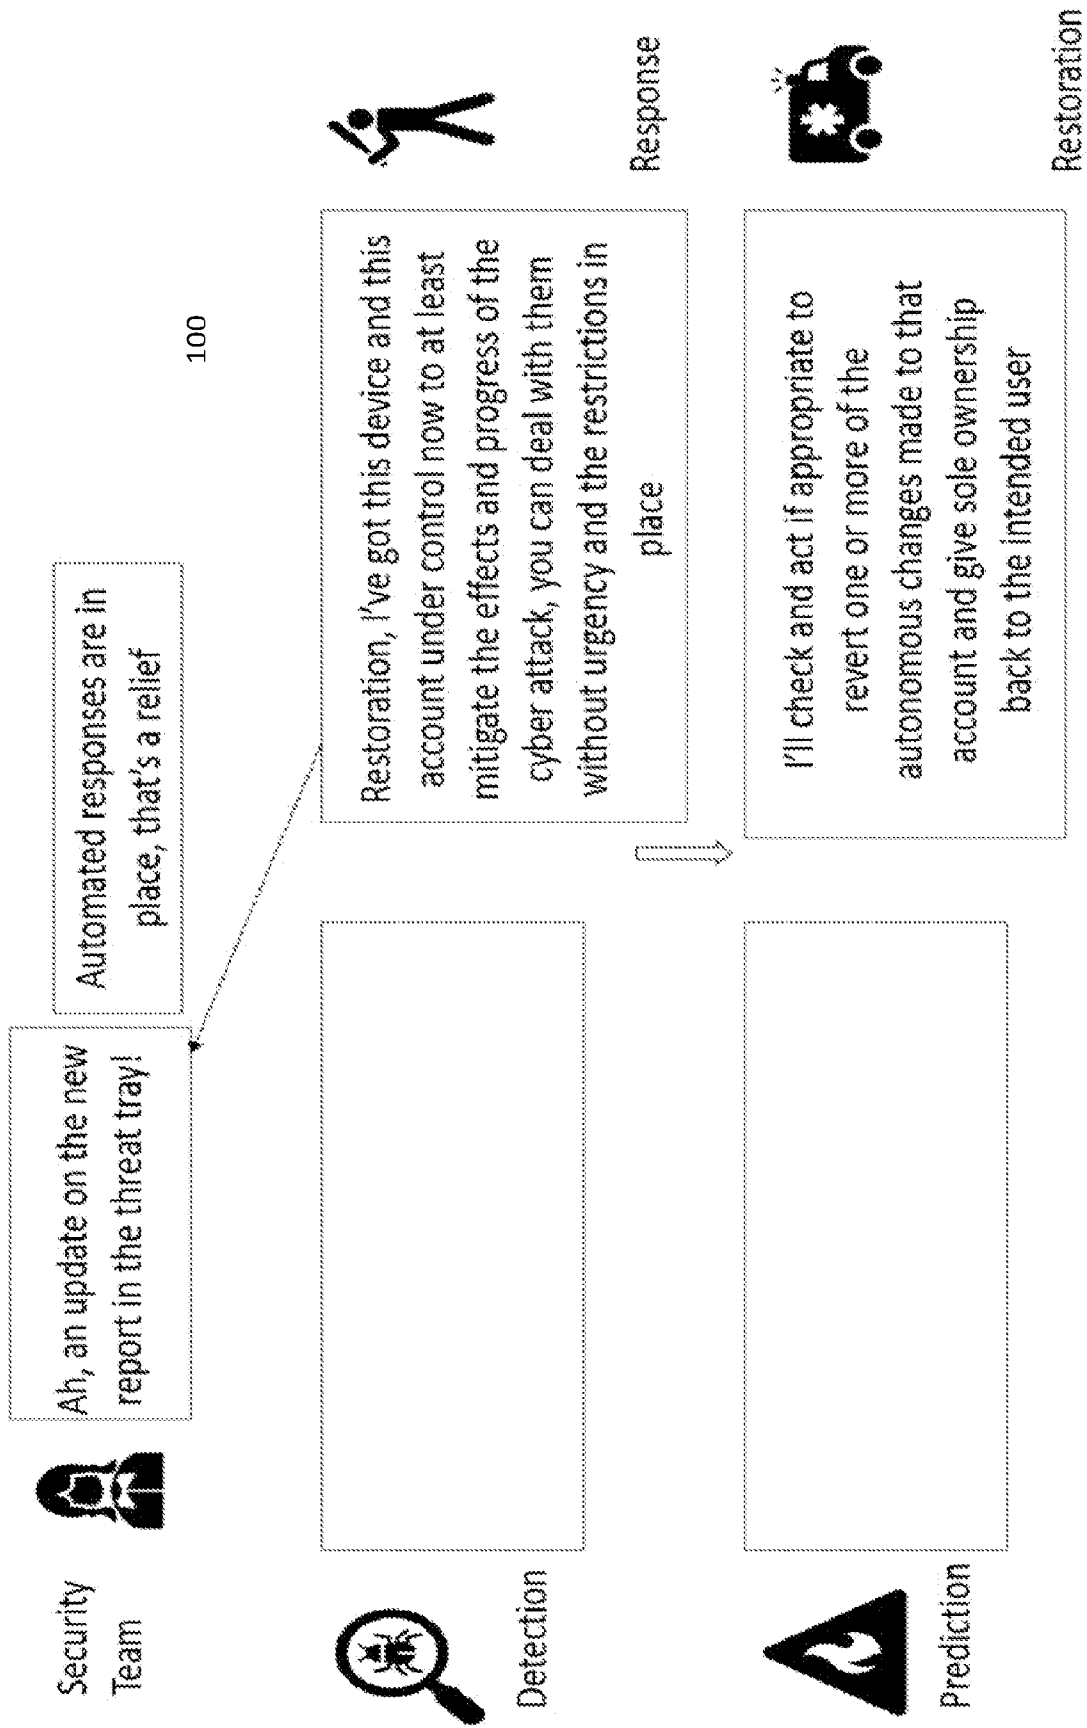 Security
Team
Ah, an update on the new
report in the threat tray!
Automated responses are in
place, that's a relief
100
Detection
Restoration, I've got this device and this
account under control now to at least
mitigate the effects and progress of the
cyber attack, you can deal with them
without urgency and the restrictions in
place
Response
Prediction
I'll check and act if appropriate to
revert one or more of the
autonomous changes made to that
account and give sole ownership
back to the intended user
Restoration